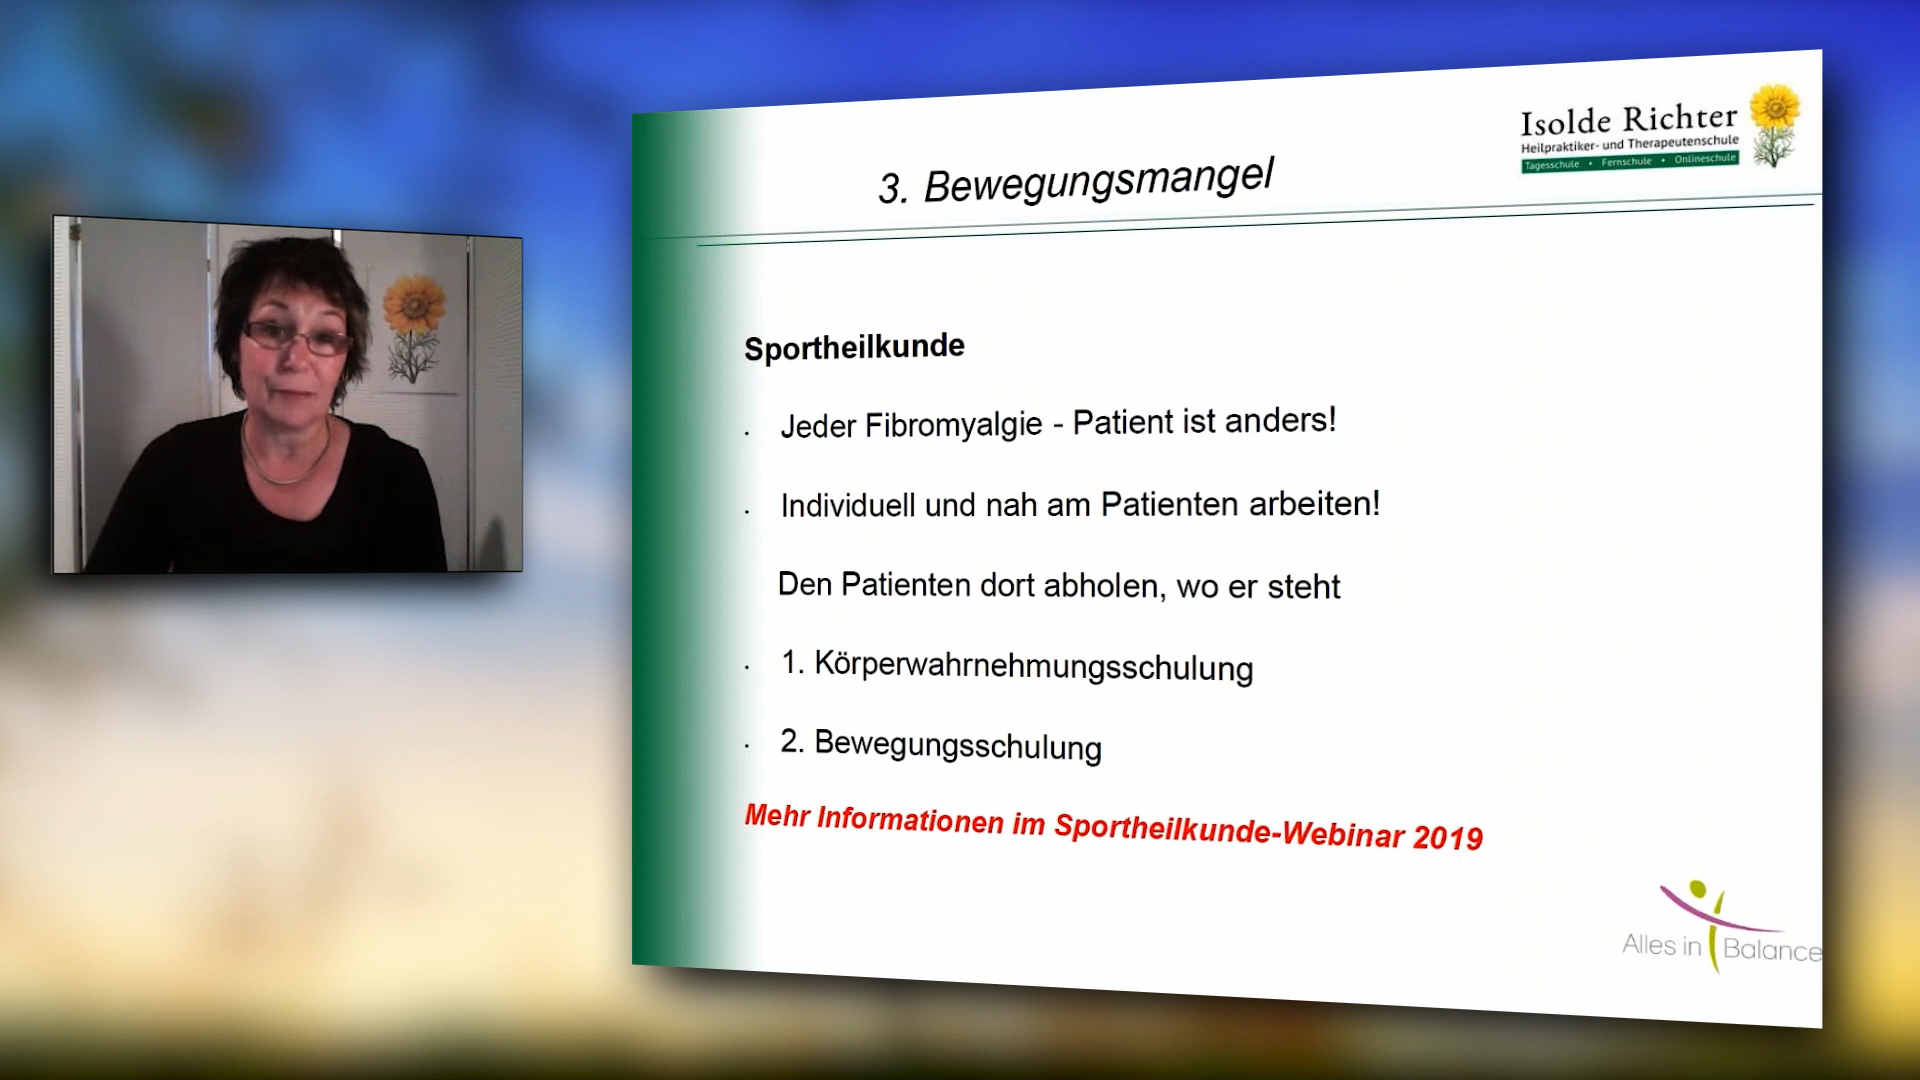 Isolde Richter
Heilpraktiker- und Therapeutenschule
Tagesschule • Fernschule • Onlineschule
3. Bewegungsmangel
Sportheilkunde
. Jeder Fibromyalgie - Patient ist anders!
. Individuell und nah am Patienten arbeiten!
Den Patienten dort abholen, wo er steht
. 1. Körperwahrnehmungsschulung
. 2. Bewegungsschulung
Mehr Informationen im Sportheilkunde-Webinar 2019
Alles in Balance